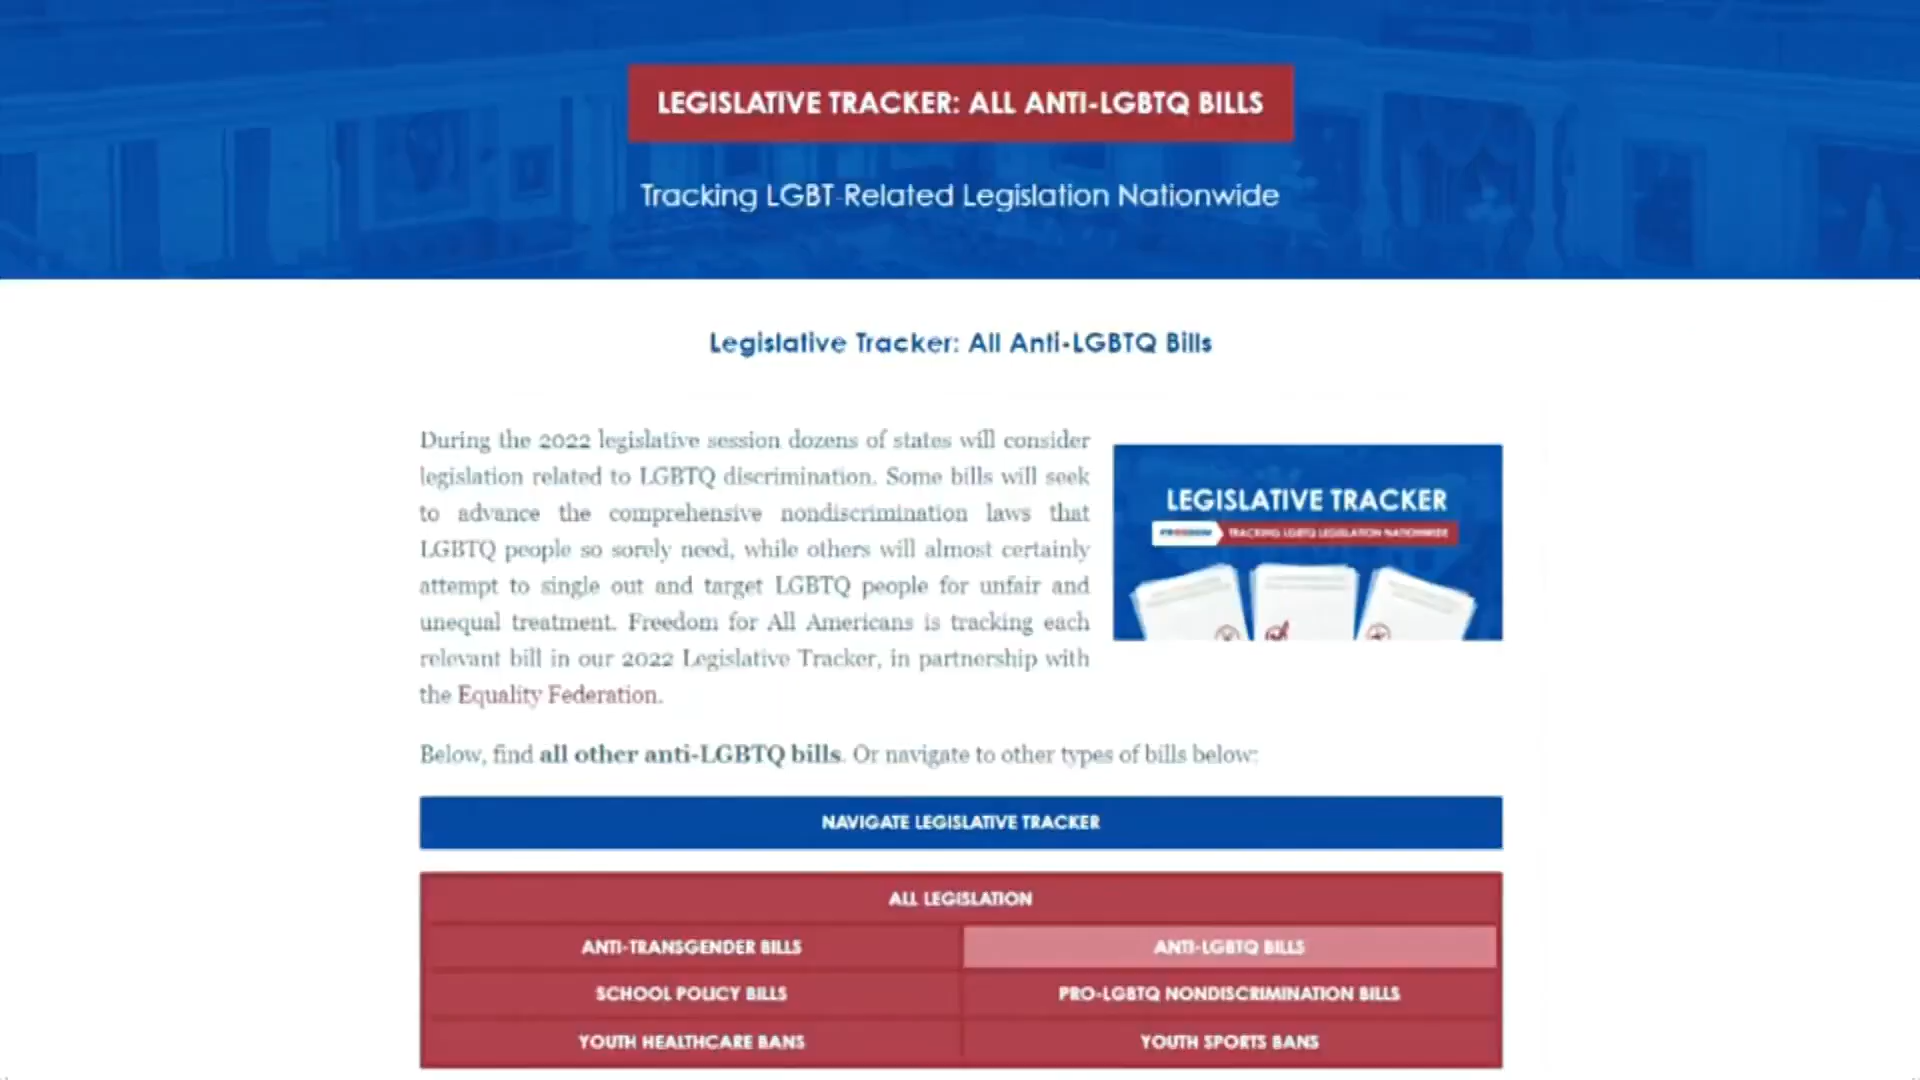 LEGISLATIVE TRACKER: ALL ANTI-LGBTQ BILLS
Tracking LGBT-Related Legislation Nationwide
Legislative Tracker: All Anti-LGBTQ Bills
During the 2022 legislative session dozens of states will consider
legislation related to LGBTQ discrimination. Some bills will seek
to advance the comprehensive nondiscrimination laws that
LGBTQ people so sorely need, while others will almost certainly
attempt to single out and target LGBTQ people for unfair and
unequal treatment. Freedom for All Americans is tracking each
relevant bill in our 2022 Legislative Tracker, in partnership with
the Equality Federation.
LEGISLATIVE TRACKER
FREEDOM TRACKING LGBTQ LEGISLATION NATIONWIDE
Below, find all other anti-LGBTQ bills. Or navigate to other types of bills below:
NAVIGATE LEGISLATIVE TRACKER
ALL LEGISLATION
ANTI-TRANSGENDER BILLS
ANTI-LGBTQ BILLS
SCHOOL POLICY BILLS
PRO-LGBTQ NONDISCRIMINATION BILLS
YOUTH HEALTHCARE BANS
YOUTH SPORTS BANS